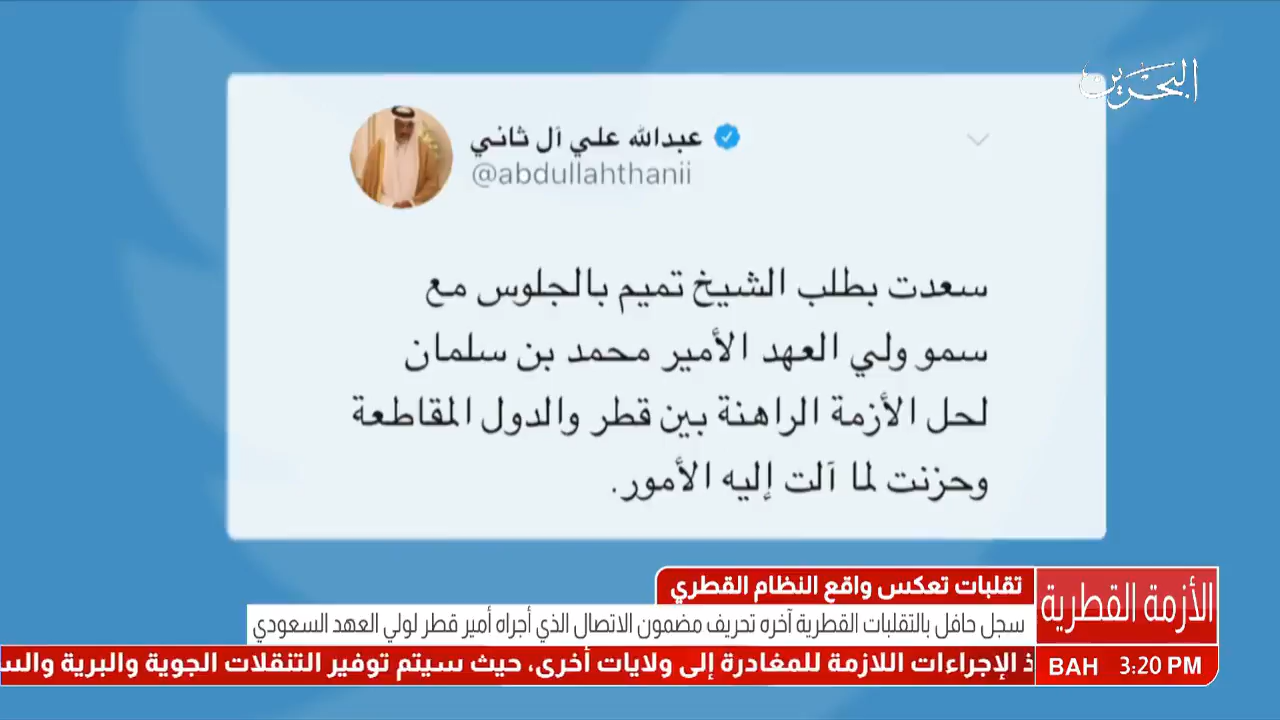 البحرين
عبدالله علي آل ثاني
@abdullahthanii
سعدت بطلب الشيخ تميم بالجلوس مع
سمو ولي العهد الأمير محمد بن سلمان
لحل الأزمة الراهنة بين قطر والدول المقاطعة
وحزنت لما آلت إليه الأمور.
الأزمة القطرية
تقلبات تعكس واقع النظام القطري
سجل حافل بالتقلبات القطرية آخره تحريف مضمون الاتصال الذي أجراه أمير قطر لولي العهد السعودي
الإجراءات اللازمة للمغادرة إلى ولايات أخرى، حيث سيتم توفير التنقلات الجوية والبرية
BAH 3:20 PM